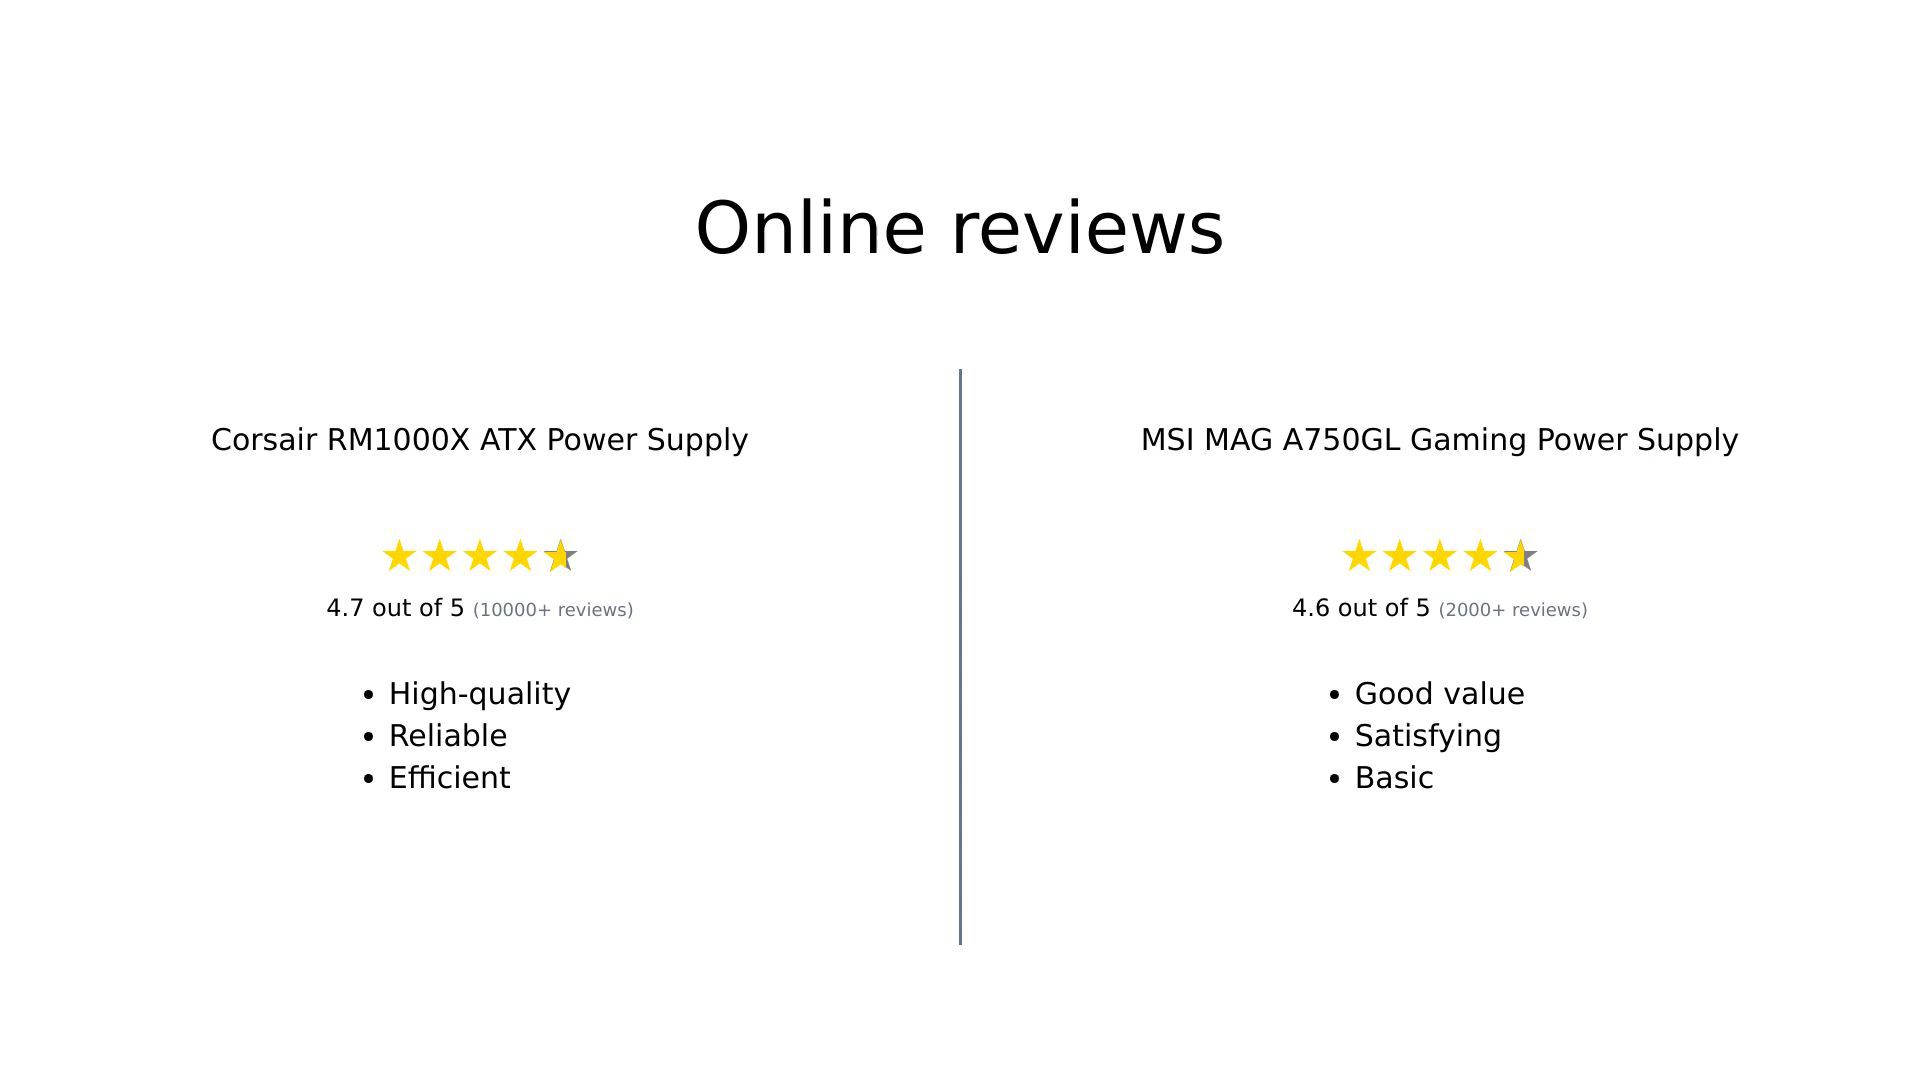 Online reviews
Corsair RM1000X ATX Power Supply
4.7 out of 5 (10000+ reviews)
• High-quality
• Reliable
• Efficient
MSI MAG A750GL Gaming Power Supply
4.6 out of 5 (2000+ reviews)
• Good value
• Satisfying
• Basic